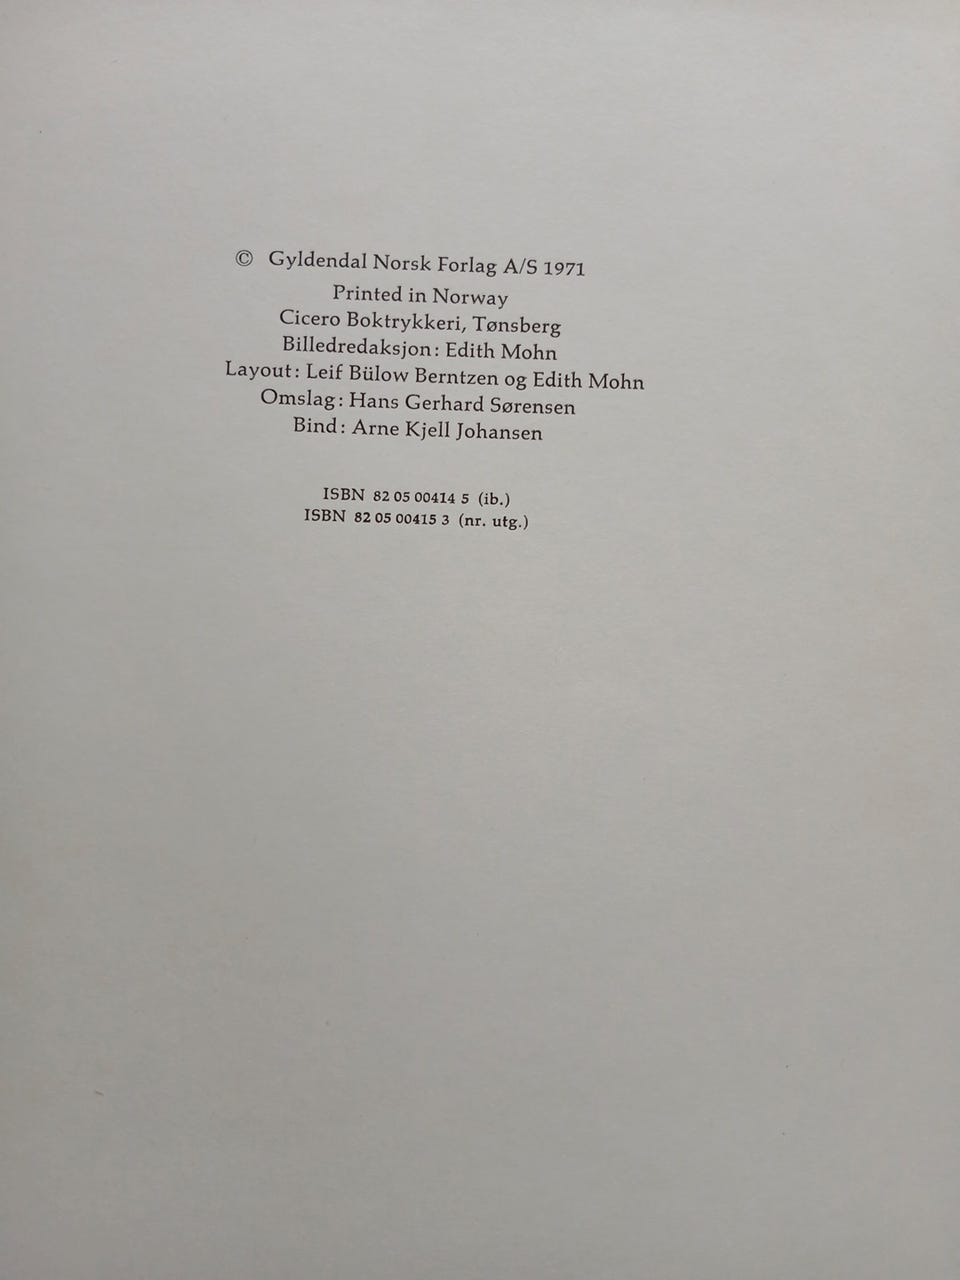 © Gyldendal Norsk Forlag A/S 1971
Printed in Norway
Cicero Boktrykkeri, Tønsberg
Billedredaksjon: Edith Mohn
Layout: Leif Bülow Berntzen og Edith Mohn
Omslag: Hans Gerhard Sørensen
Bind: Arne Kjell Johansen
ISBN 82 05 00414 5 (ib.)
ISBN 82 05 00415 3 (nr. utg.)